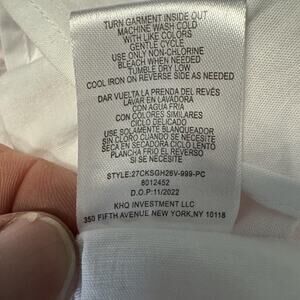 TURN GARMENT INSIDE OUT
MACHINE WASH COLD
WITH LIKE COLORS
GENTLE CYCLE
USE ONLY NON-CHLORINE
BLEACH WHEN NEEDED
TUMBLE DRY LOW
COOL IRON ON REVERSE SIDE AS NEEDED
DAR VUELTA LA PRENDA DEL REVÉS
LAVAR EN LAVADORA
CON AGUA FRIA
CON COLORES SIMILARES
CICLO DELICADO
USE SOLAMENTE BLANQUEADOR
SIN CLORO CUANDO SE NECESITE
SECA EN SECADORA CICLO LENTO
PLANCHA FRIO EL REVERSO
SI SE NECESITE
STYLE:27CKSGH26V-999-PC
8012452
D.O.P:11/2022
KHQ INVESTMENT LLC
350 FIFTH AVENUE NEW YORK,NY 10118